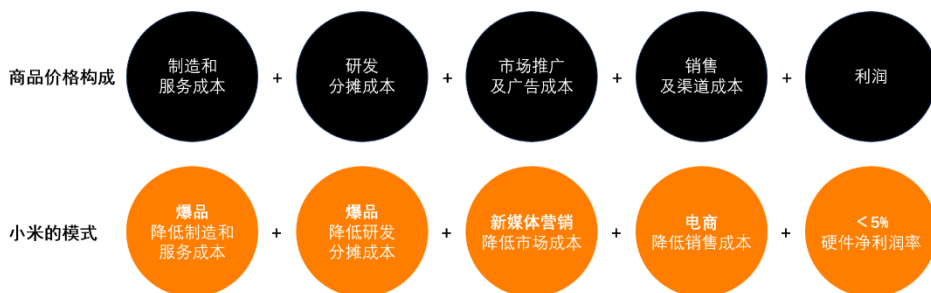 商品价格构成
制造和
服务成本
+
研发
分摊成本
+
市场推广
及广告成本
+
销售
及渠道成本
+
利润
小米的模式
爆品
降低制造和
服务成本
+
爆品
降低研发
分摊成本
+
新媒体营销
降低市场成本
+
电商
降低销售成本
+
<5%
硬件净利润率